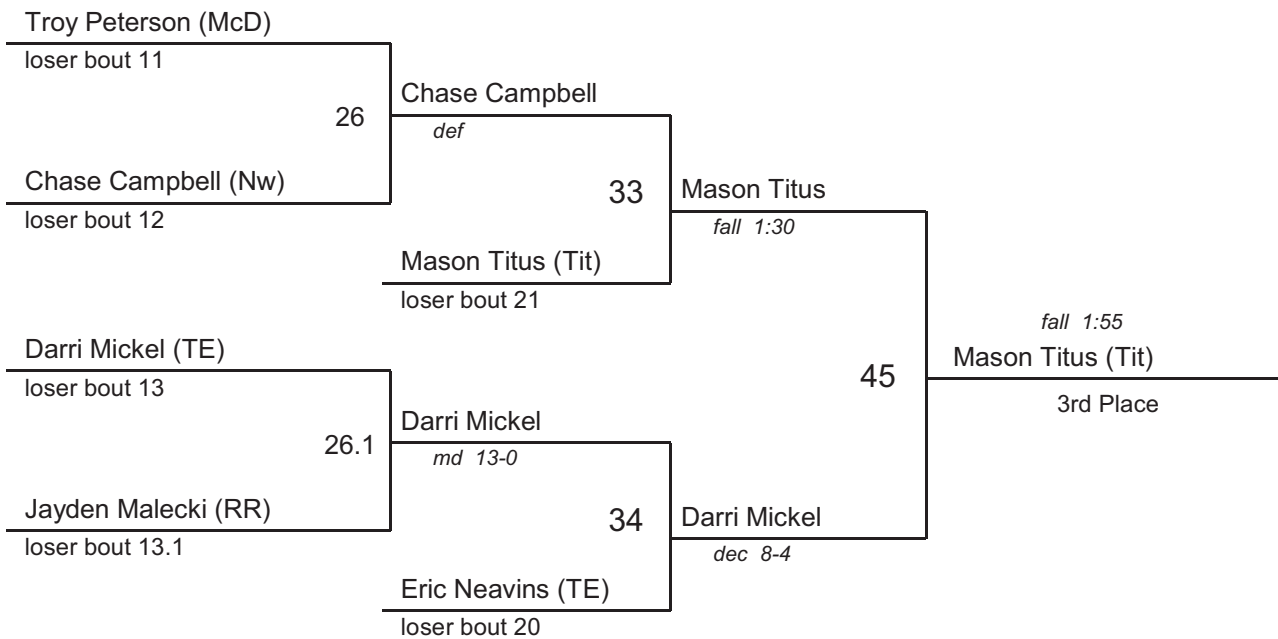 Troy Peterson (McD)
loser bout 11
26
Chase Campbell
def
Chase Campbell (Nw)
loser bout 12
33
Mason Titus
fall 1:30
Mason Titus (Tit)
loser bout 21
fall 1:55
Mason Titus (Tit)
3rd Place
45
Darri Mickel (TE)
loser bout 13
26.1
Darri Mickel
md 13-0
Jayden Malecki (RR)
loser bout 13.1
34
Darri Mickel
dec 8-4
Eric Neavins (TE)
loser bout 20